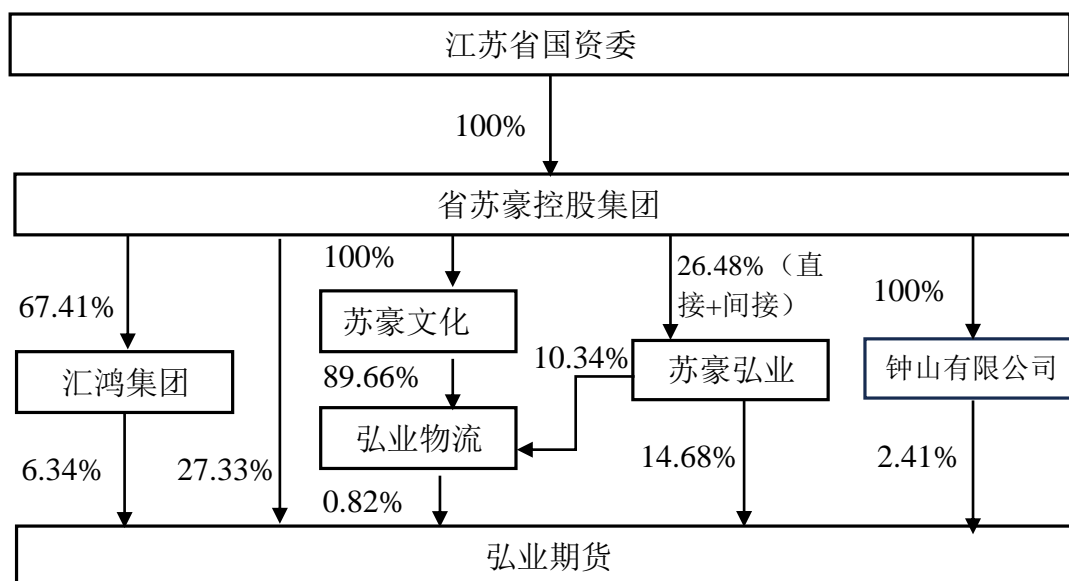 江苏省国资委
100%
省苏豪控股集团
100%
26.48%（直
接+间接）
100%
67.41%
苏豪文化
汇鸿集团
89.66%
10.34%
苏豪弘业
钟山有限公司
弘业物流
6.34%
27.33%
0.82%
14.68%
2.41%
弘业期货